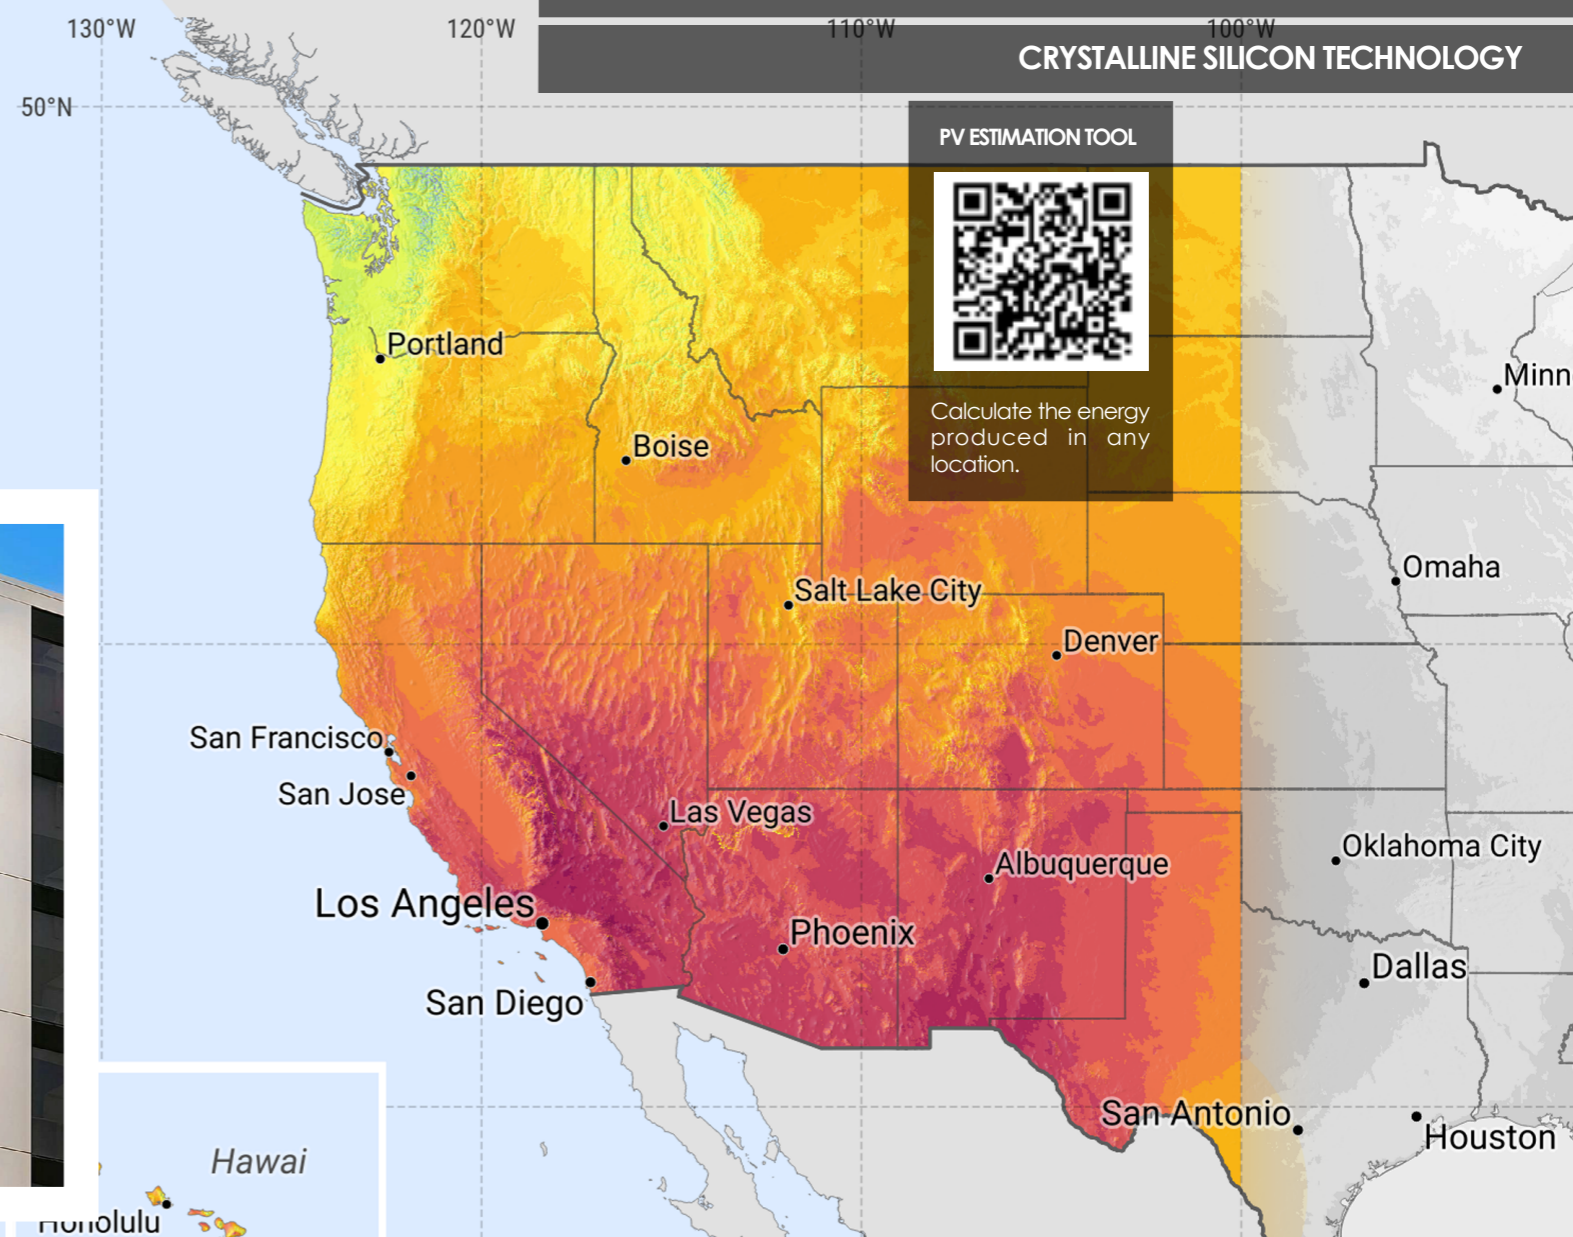 130°W
120°W
110°W
100°W
CRYSTALLINE SILICON TECHNOLOGY
50°N
PV ESTIMATION TOOL
Calculate the energy
produced in any
location.
Portland
Minn
Boise
Omaha
Salt Lake City
Denver
San Francisco
San Jose
Las Vegas
Oklahoma City
Albuquerque
Los Angeles
Phoenix
Dallas
San Diego
San Antonio
Houston
Hawai
Honolulu